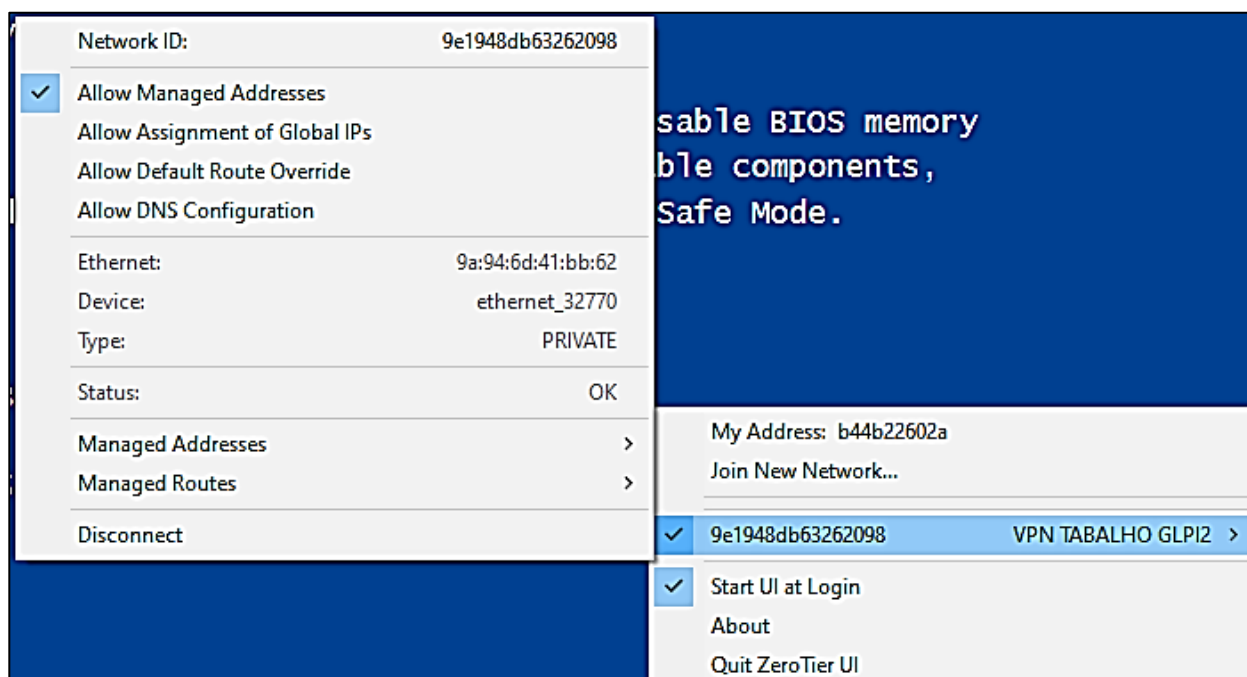 Network ID: 9e1948db63262098
Allow Managed Addresses
Allow Assignment of Global IPs
Allow Default Route Override
Allow DNS Configuration
Ethernet: 9a:94:6d:41:bb:62
Device: ethernet_32770
Type: PRIVATE
Status: OK
Managed Addresses
Managed Routes
Disconnect
sable BIOS memory
ble components,
Safe Mode.
My Address: b44b22602a
Join New Network...
9e1948db63262098 VPN TABALHO GLPI2
Start UI at Login
About
Quit ZeroTier UI